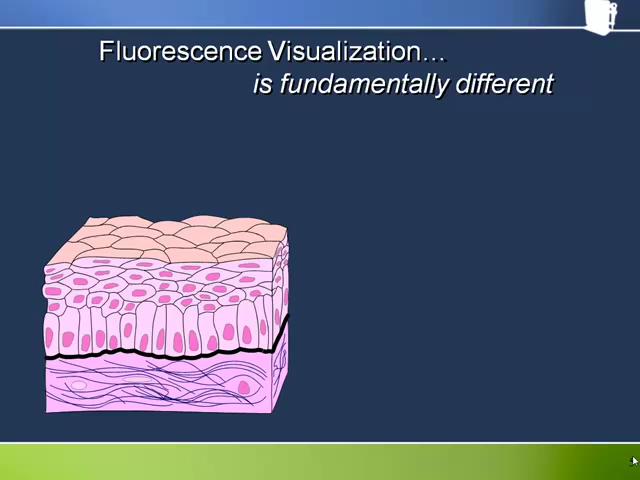 Fluorescence Visualization…
is fundamentally different